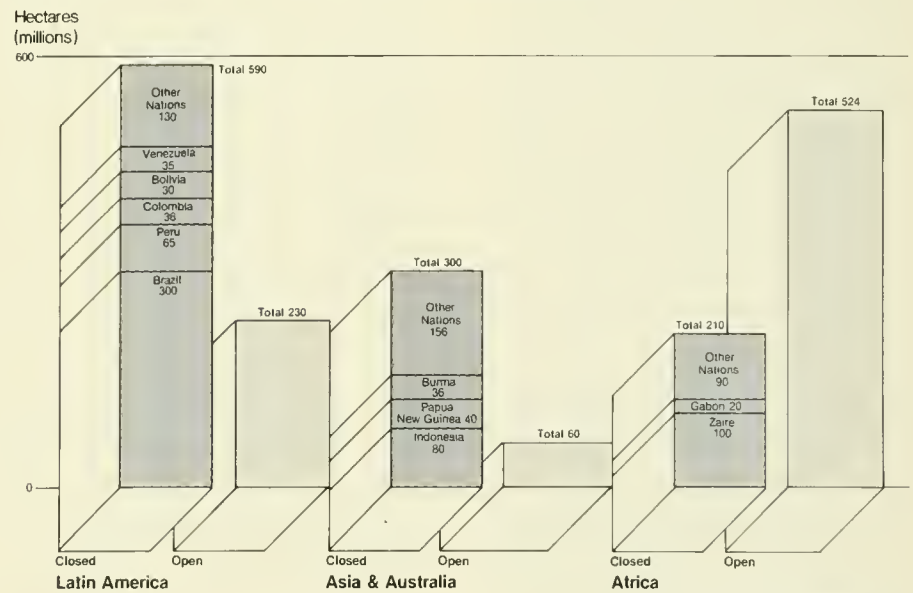 Hectares
(millions)
600
Total 590
Other
Nations
130
Venezuela
35
Bolivia
30
Colombia
36
Peru
65
Brazil
300
Total 230
Total 300
Other
Nations
156
Burma
36
Papua
New Guinea 40
Indonesia
80
Total 60
Total 210
Other
Nations
90
Gabon 20
Zaire
100
Total 524
0
Closed
Open
Closed
Open
Closed
Open
Latin America
Asia & Australia
Africa